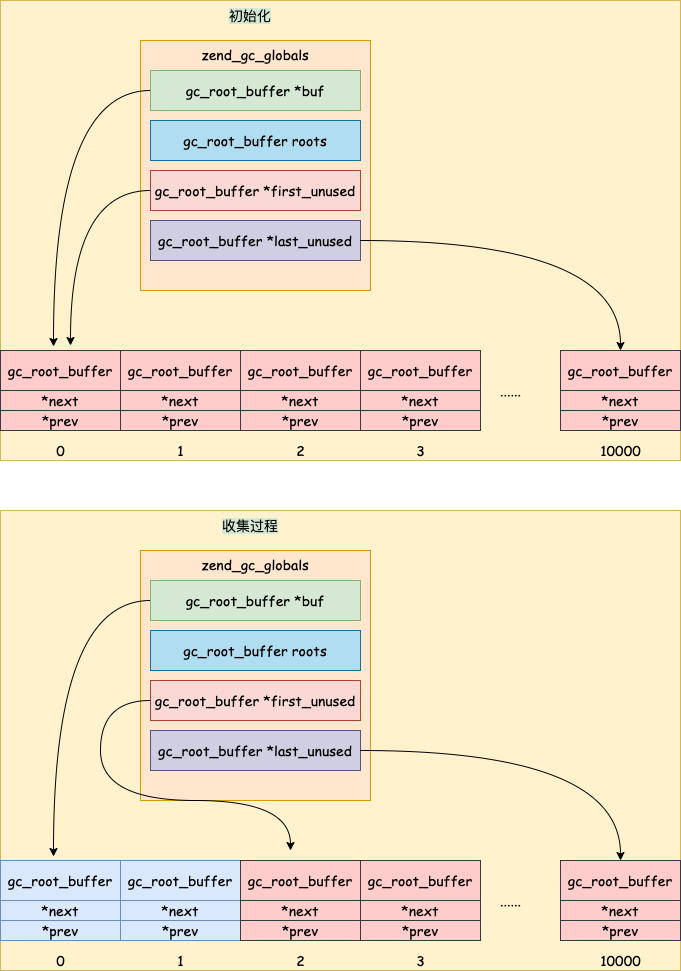 初始化
zend_gc_globals
gc_root_buffer *buf
gc_root_buffer roots
gc_root_buffer *first_unused
gc_root_buffer *last_unused
gc_root_buffer gc_root_buffer gc_root_buffer gc_root_buffer gc_root_buffer
*next *next *next *next ...... *next
*prev *prev *prev *prev *prev
0 1 2 3 10000
收集过程
zend_gc_globals
gc_root_buffer *buf
gc_root_buffer roots
gc_root_buffer *first_unused
gc_root_buffer *last_unused
gc_root_buffer gc_root_buffer gc_root_buffer gc_root_buffer gc_root_buffer
*next *next *next *next ...... *next
*prev *prev *prev *prev *prev
0 1 2 3 10000